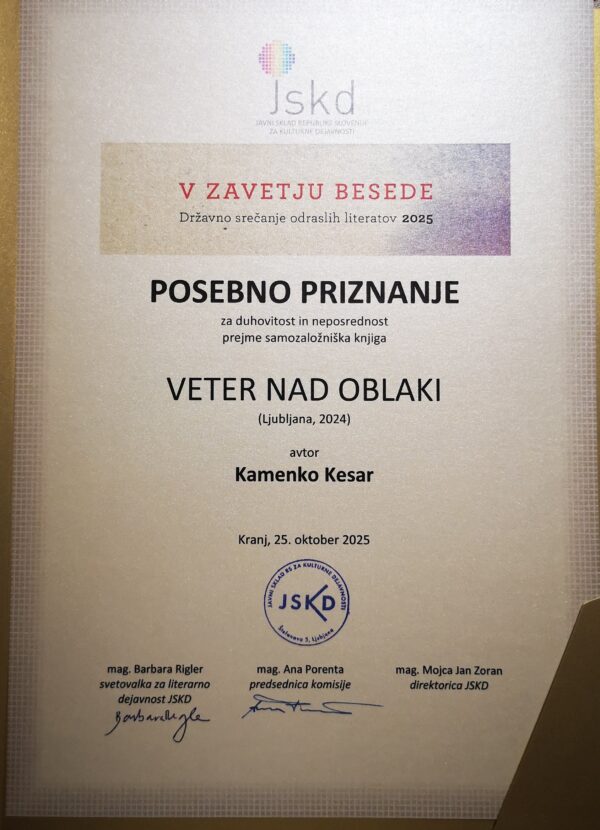 Jskd
JAVNI SKLAD REPUBLIKE SLOVENIJE
ZA KULTURNE DEJAVNOSTI
V ZAVETJU BESEDE
Državno srečanje odraslih literatov 2025
POSEBNO PRIZNANJE
za duhovitost in neposrednost
prejme samozaložniška knjiga
VETER NAD OBLAKI
(Ljubljana, 2024)
avtor
Kamenko Kesar
Kranj, 25. oktober 2025
JAVNI SKLAD RS ZA KULTURNE DEJAVNOSTI
JSKD
Štefanova 5, Ljubljana
mag. Barbara Rigler
svetovalka za literarno
dejavnost JSKD
mag. Ana Porenta
predsednica komisije
mag. Mojca Jan Zoran
direktorica JSKD